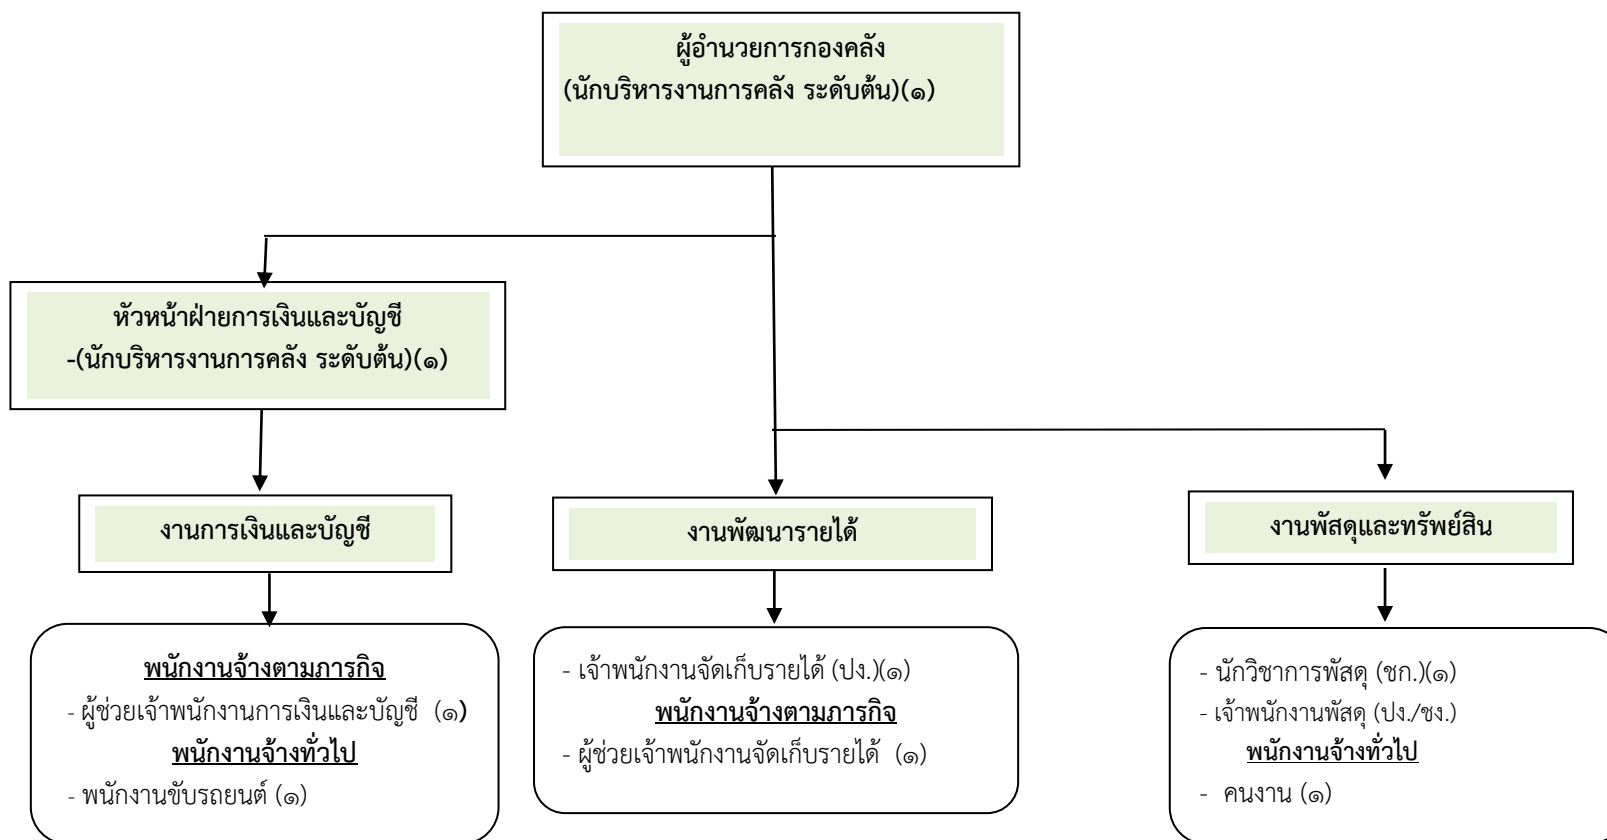 ผู้อำนวยการกองคลัง
(นักบริหารงานการคลัง ระดับต้น)(๑)
หัวหน้าฝ่ายการเงินและบัญชี
-(นักบริหารงานการคลัง ระดับต้น)(๑)
งานการเงินและบัญชี
งานพัฒนารายได้
งานพัสดุและทรัพย์สิน
พนักงานจ้างตามภารกิจ
- ผู้ช่วยเจ้าพนักงานการเงินและบัญชี (๑)
พนักงานจ้างทั่วไป
- พนักงานขับรถยนต์ (๑)
- เจ้าพนักงานจัดเก็บรายได้ (ปง.)(๑)
พนักงานจ้างตามภารกิจ
- ผู้ช่วยเจ้าพนักงานจัดเก็บรายได้ (๑)
- นักวิชาการพัสดุ (ชก.)(๑)
- เจ้าพนักงานพัสดุ (ปง./ชง.)
พนักงานจ้างทั่วไป
- คนงาน (๑)